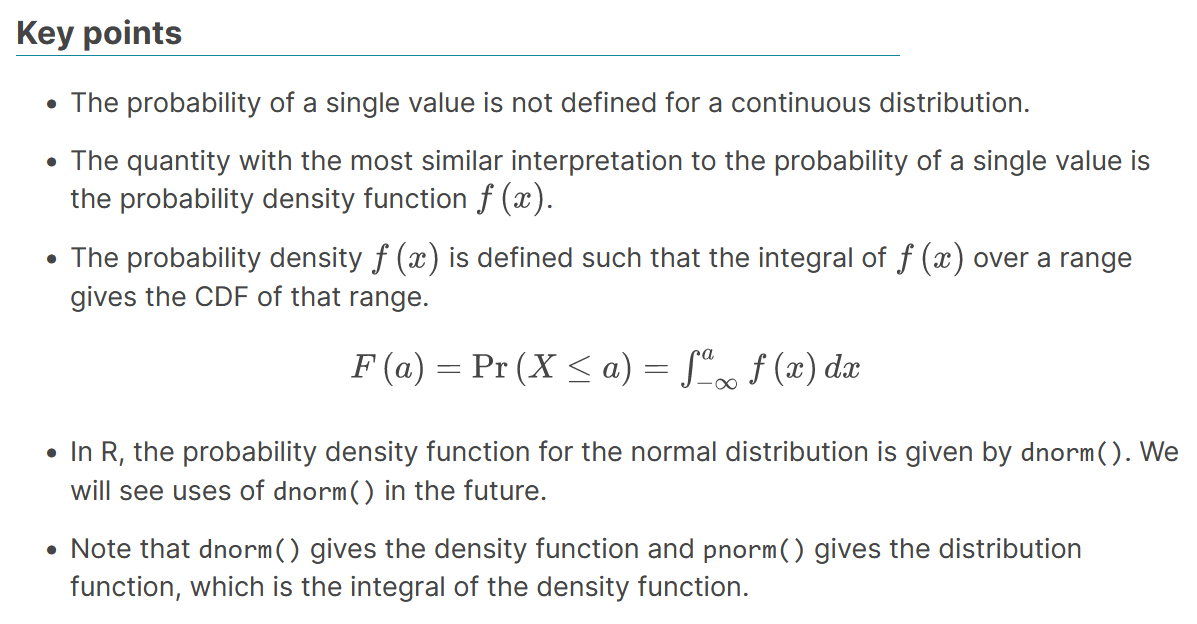 Key points
• The probability of a single value is not defined for a continuous distribution.
• The quantity with the most similar interpretation to the probability of a single value is
the probability density function f (x).
• The probability density f (x) is defined such that the integral of f (x) over a range
gives the CDF of that range.
F (a) = Pr (X ≤ a) = ∫₋∞ᵃ f (x) dx
• In R, the probability density function for the normal distribution is given by dnorm(). We
will see uses of dnorm() in the future.
• Note that dnorm() gives the density function and pnorm() gives the distribution
function, which is the integral of the density function.